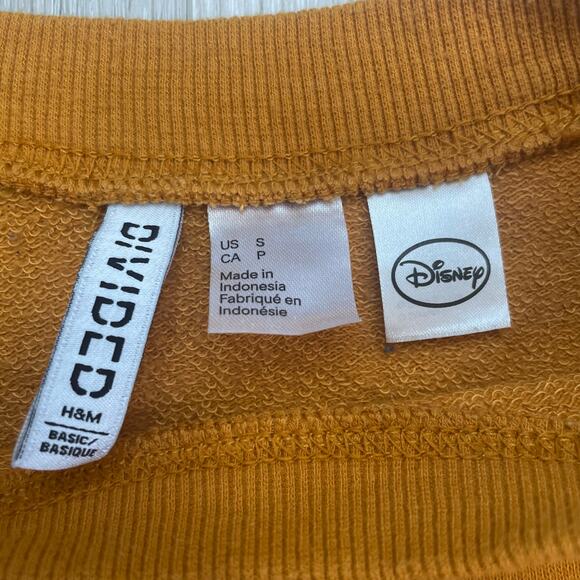 DIVIDED
H&M
BASIC/
BASIQUE
US S
CA P
Made in
Indonesia
Fabriqué en
Indonésie
Disney